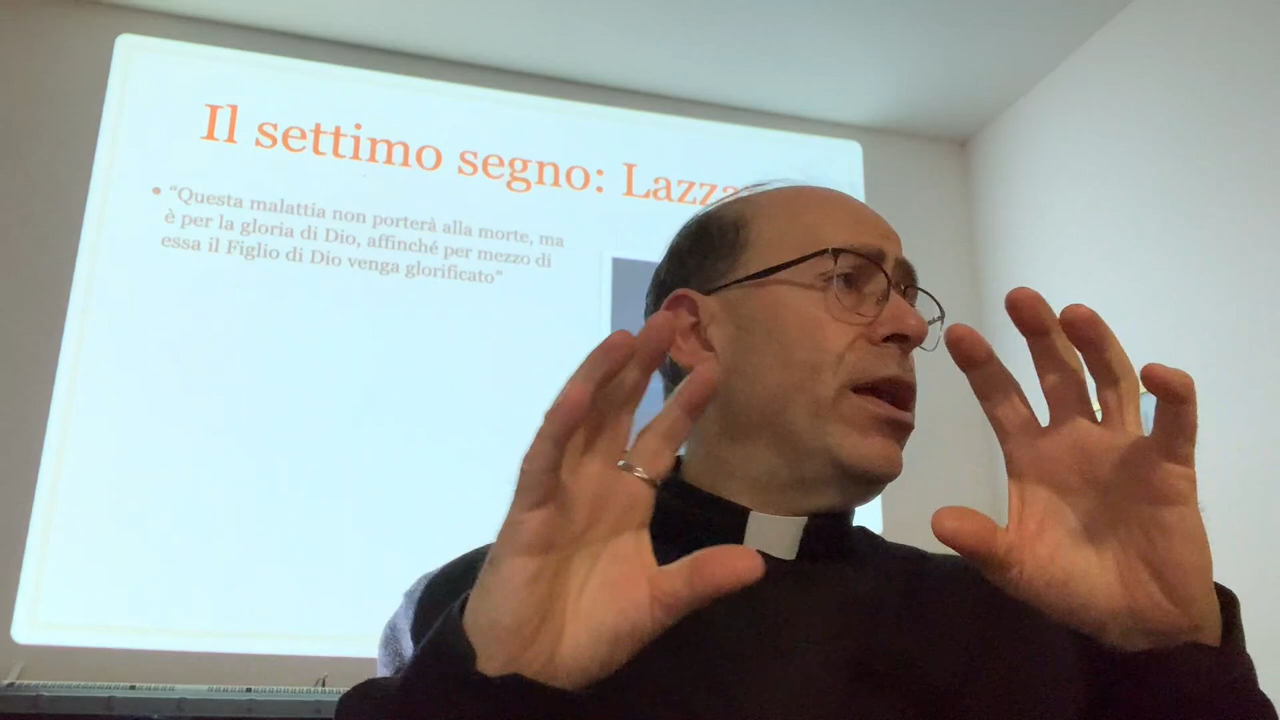 Il settimo segno: Lazza
• “Questa malattia non porterà alla morte, ma
è per la gloria di Dio, affinché per mezzo di
essa il Figlio di Dio venga glorificato”